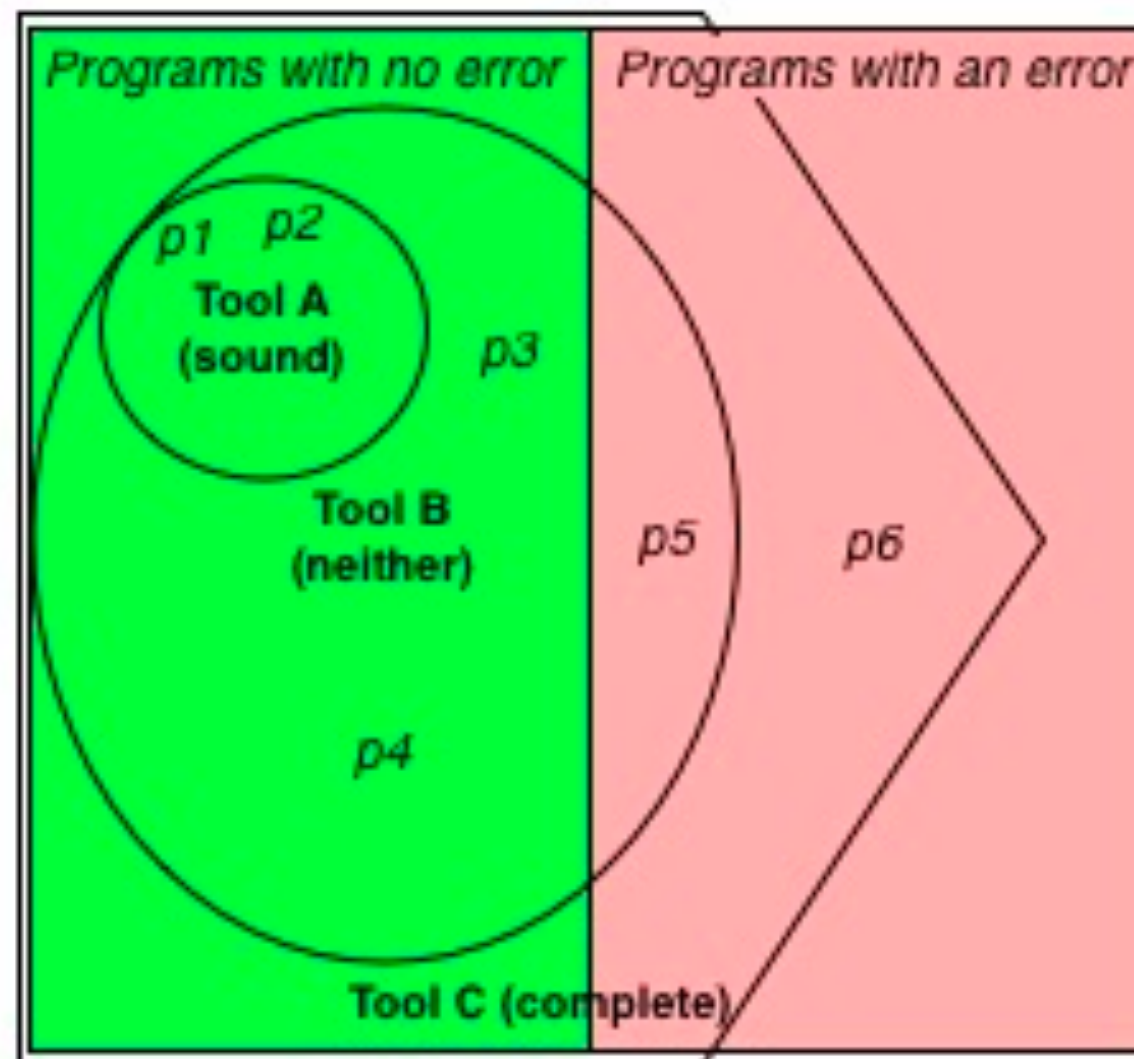 Programs with no error
Programs with an error
p1
p2
Tool A
(sound)
p3
Tool B
(neither)
p5
p6
p4
Tool C (complete)